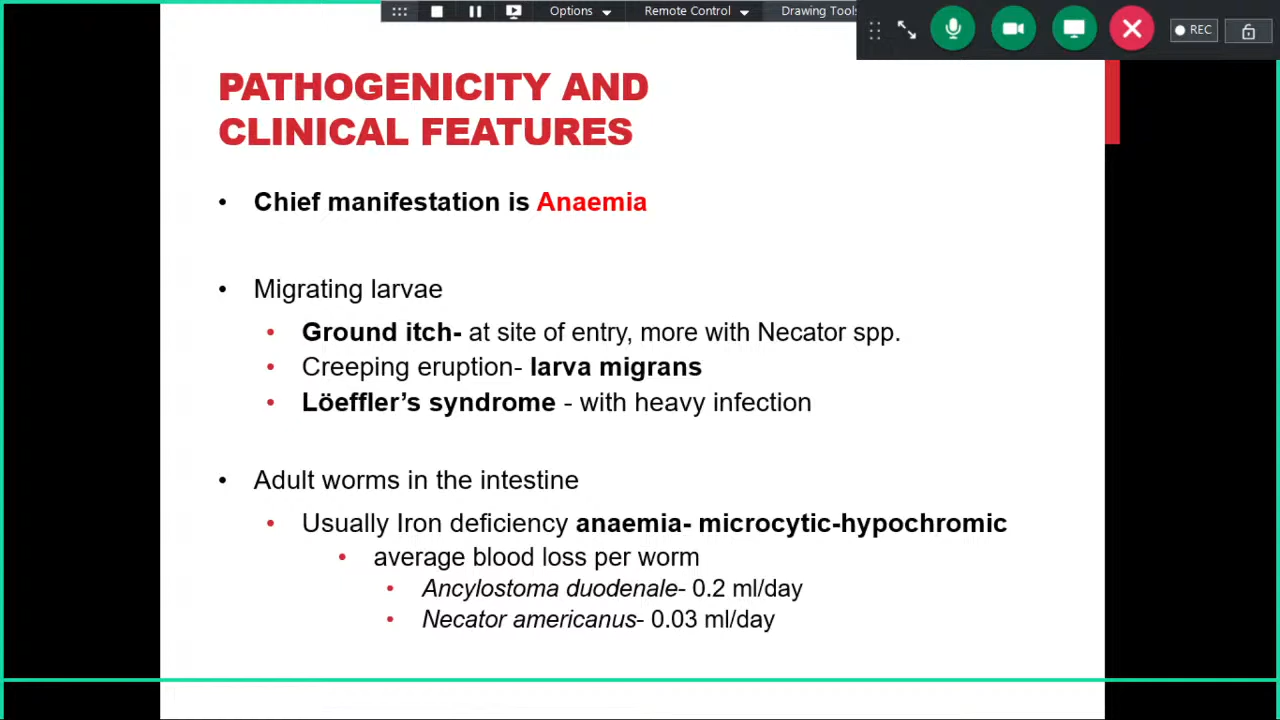 Options
Remote Control
Drawing Tools
REC
PATHOGENICITY AND
CLINICAL FEATURES
• Chief manifestation is Anaemia
• Migrating larvae
• Ground itch- at site of entry, more with Necator spp.
• Creeping eruption- larva migrans
• Löeffler’s syndrome - with heavy infection
• Adult worms in the intestine
• Usually Iron deficiency anaemia- microcytic-hypochromic
• average blood loss per worm
• Ancylostoma duodenale- 0.2 ml/day
• Necator americanus- 0.03 ml/day